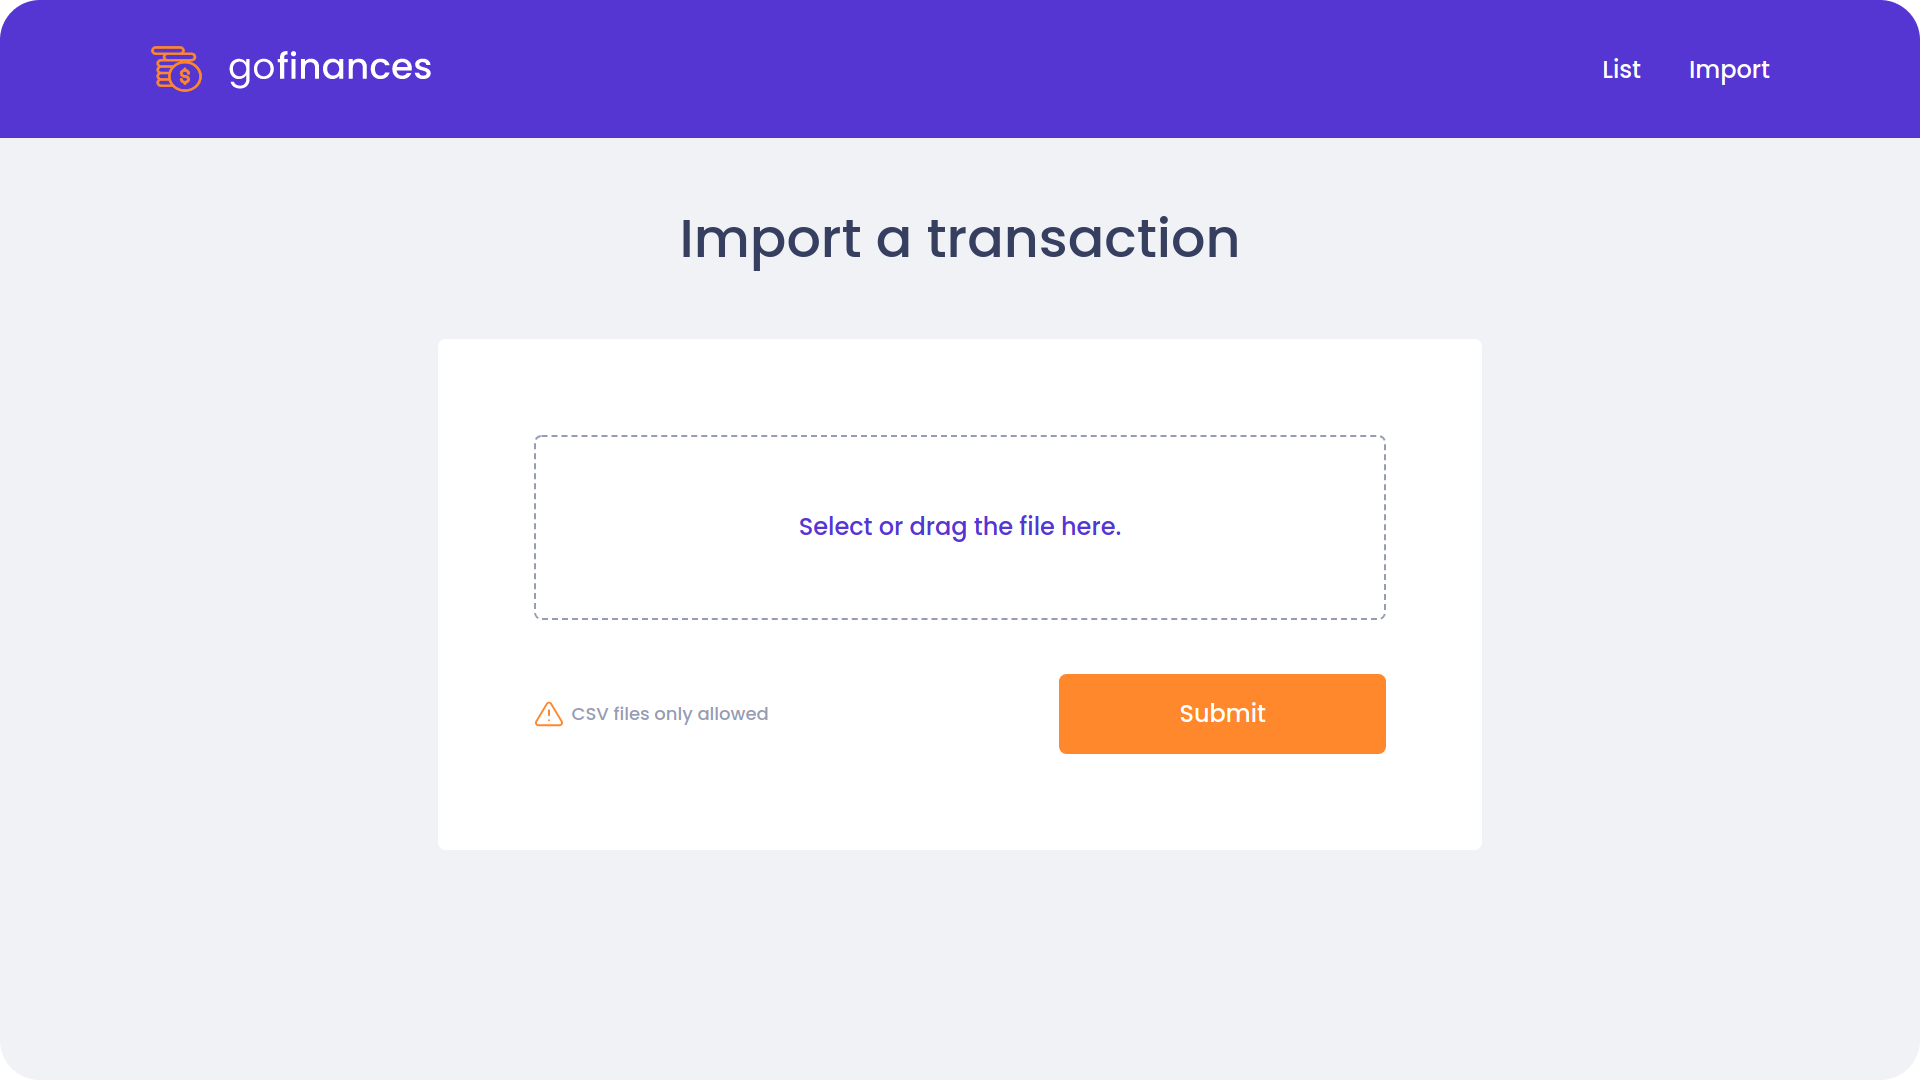 gofinances
List
Import
Import a transaction
Select or drag the file here.
CSV files only allowed
Submit